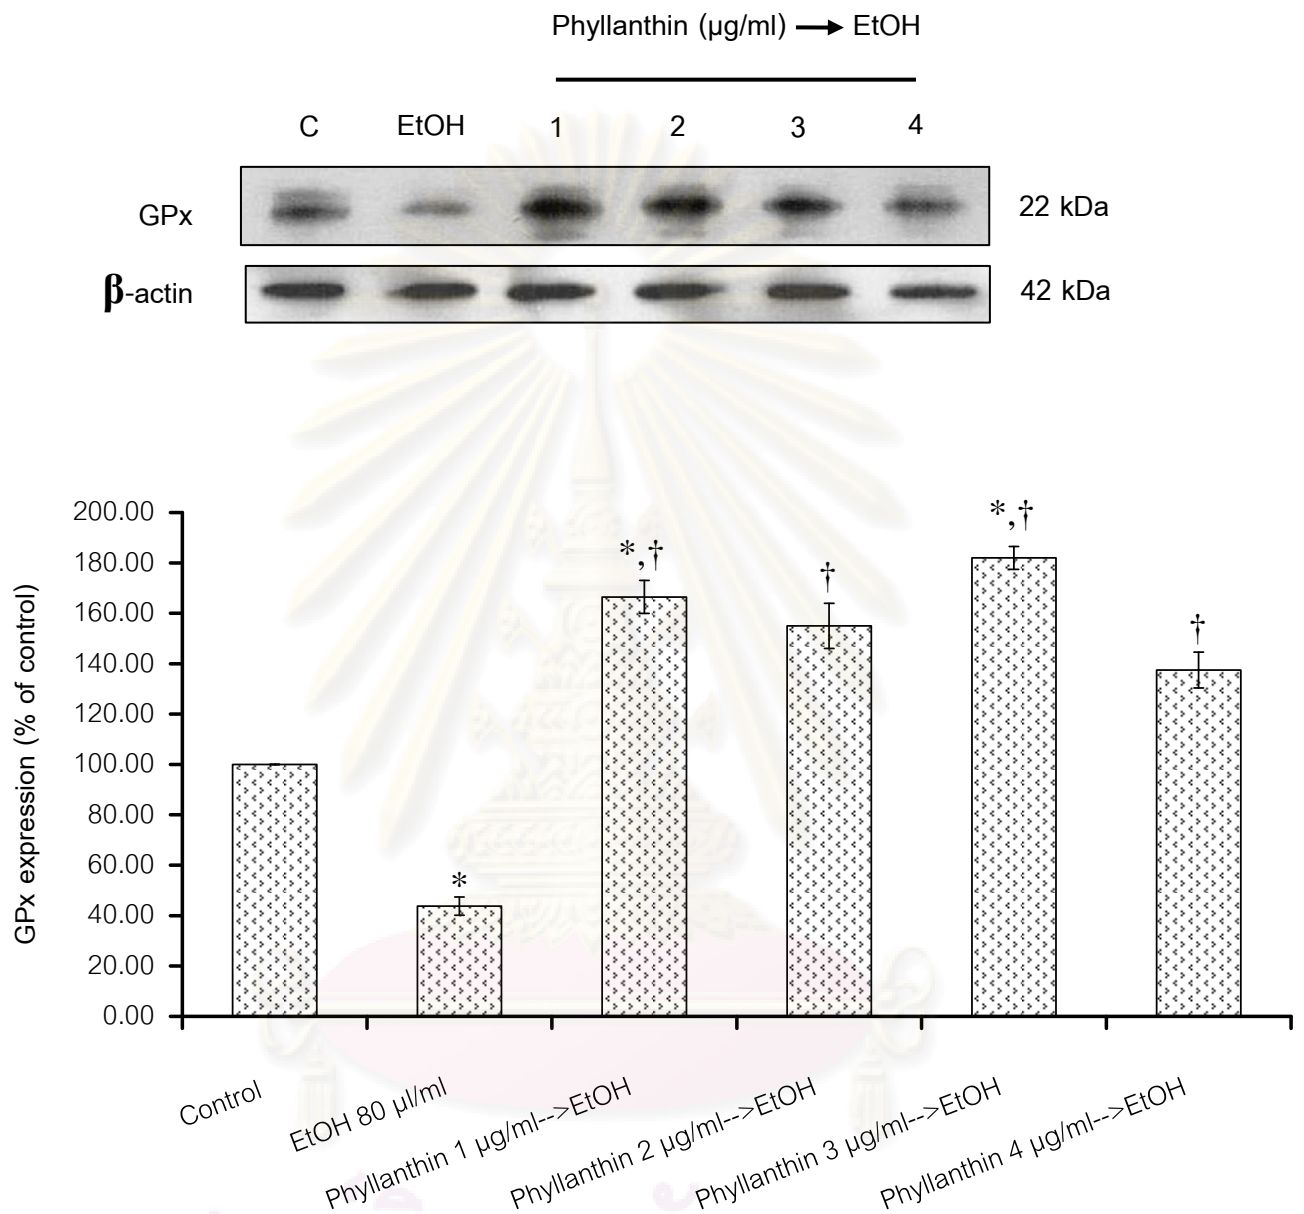 Phyllanthin (µg/ml) → EtOH
C EtOH 1 2 3 4
GPx 22 kDa
β-actin 42 kDa
GPx expression (% of control)
200.00
180.00
160.00
140.00
120.00
100.00
80.00
60.00
40.00
20.00
0.00
*
*,†
†
*,†
†
Control
EtOH 80 µl/ml
Phyllanthin 1 µg/ml-->EtOH
Phyllanthin 2 µg/ml-->EtOH
Phyllanthin 3 µg/ml-->EtOH
Phyllanthin 4 µg/ml-->EtOH